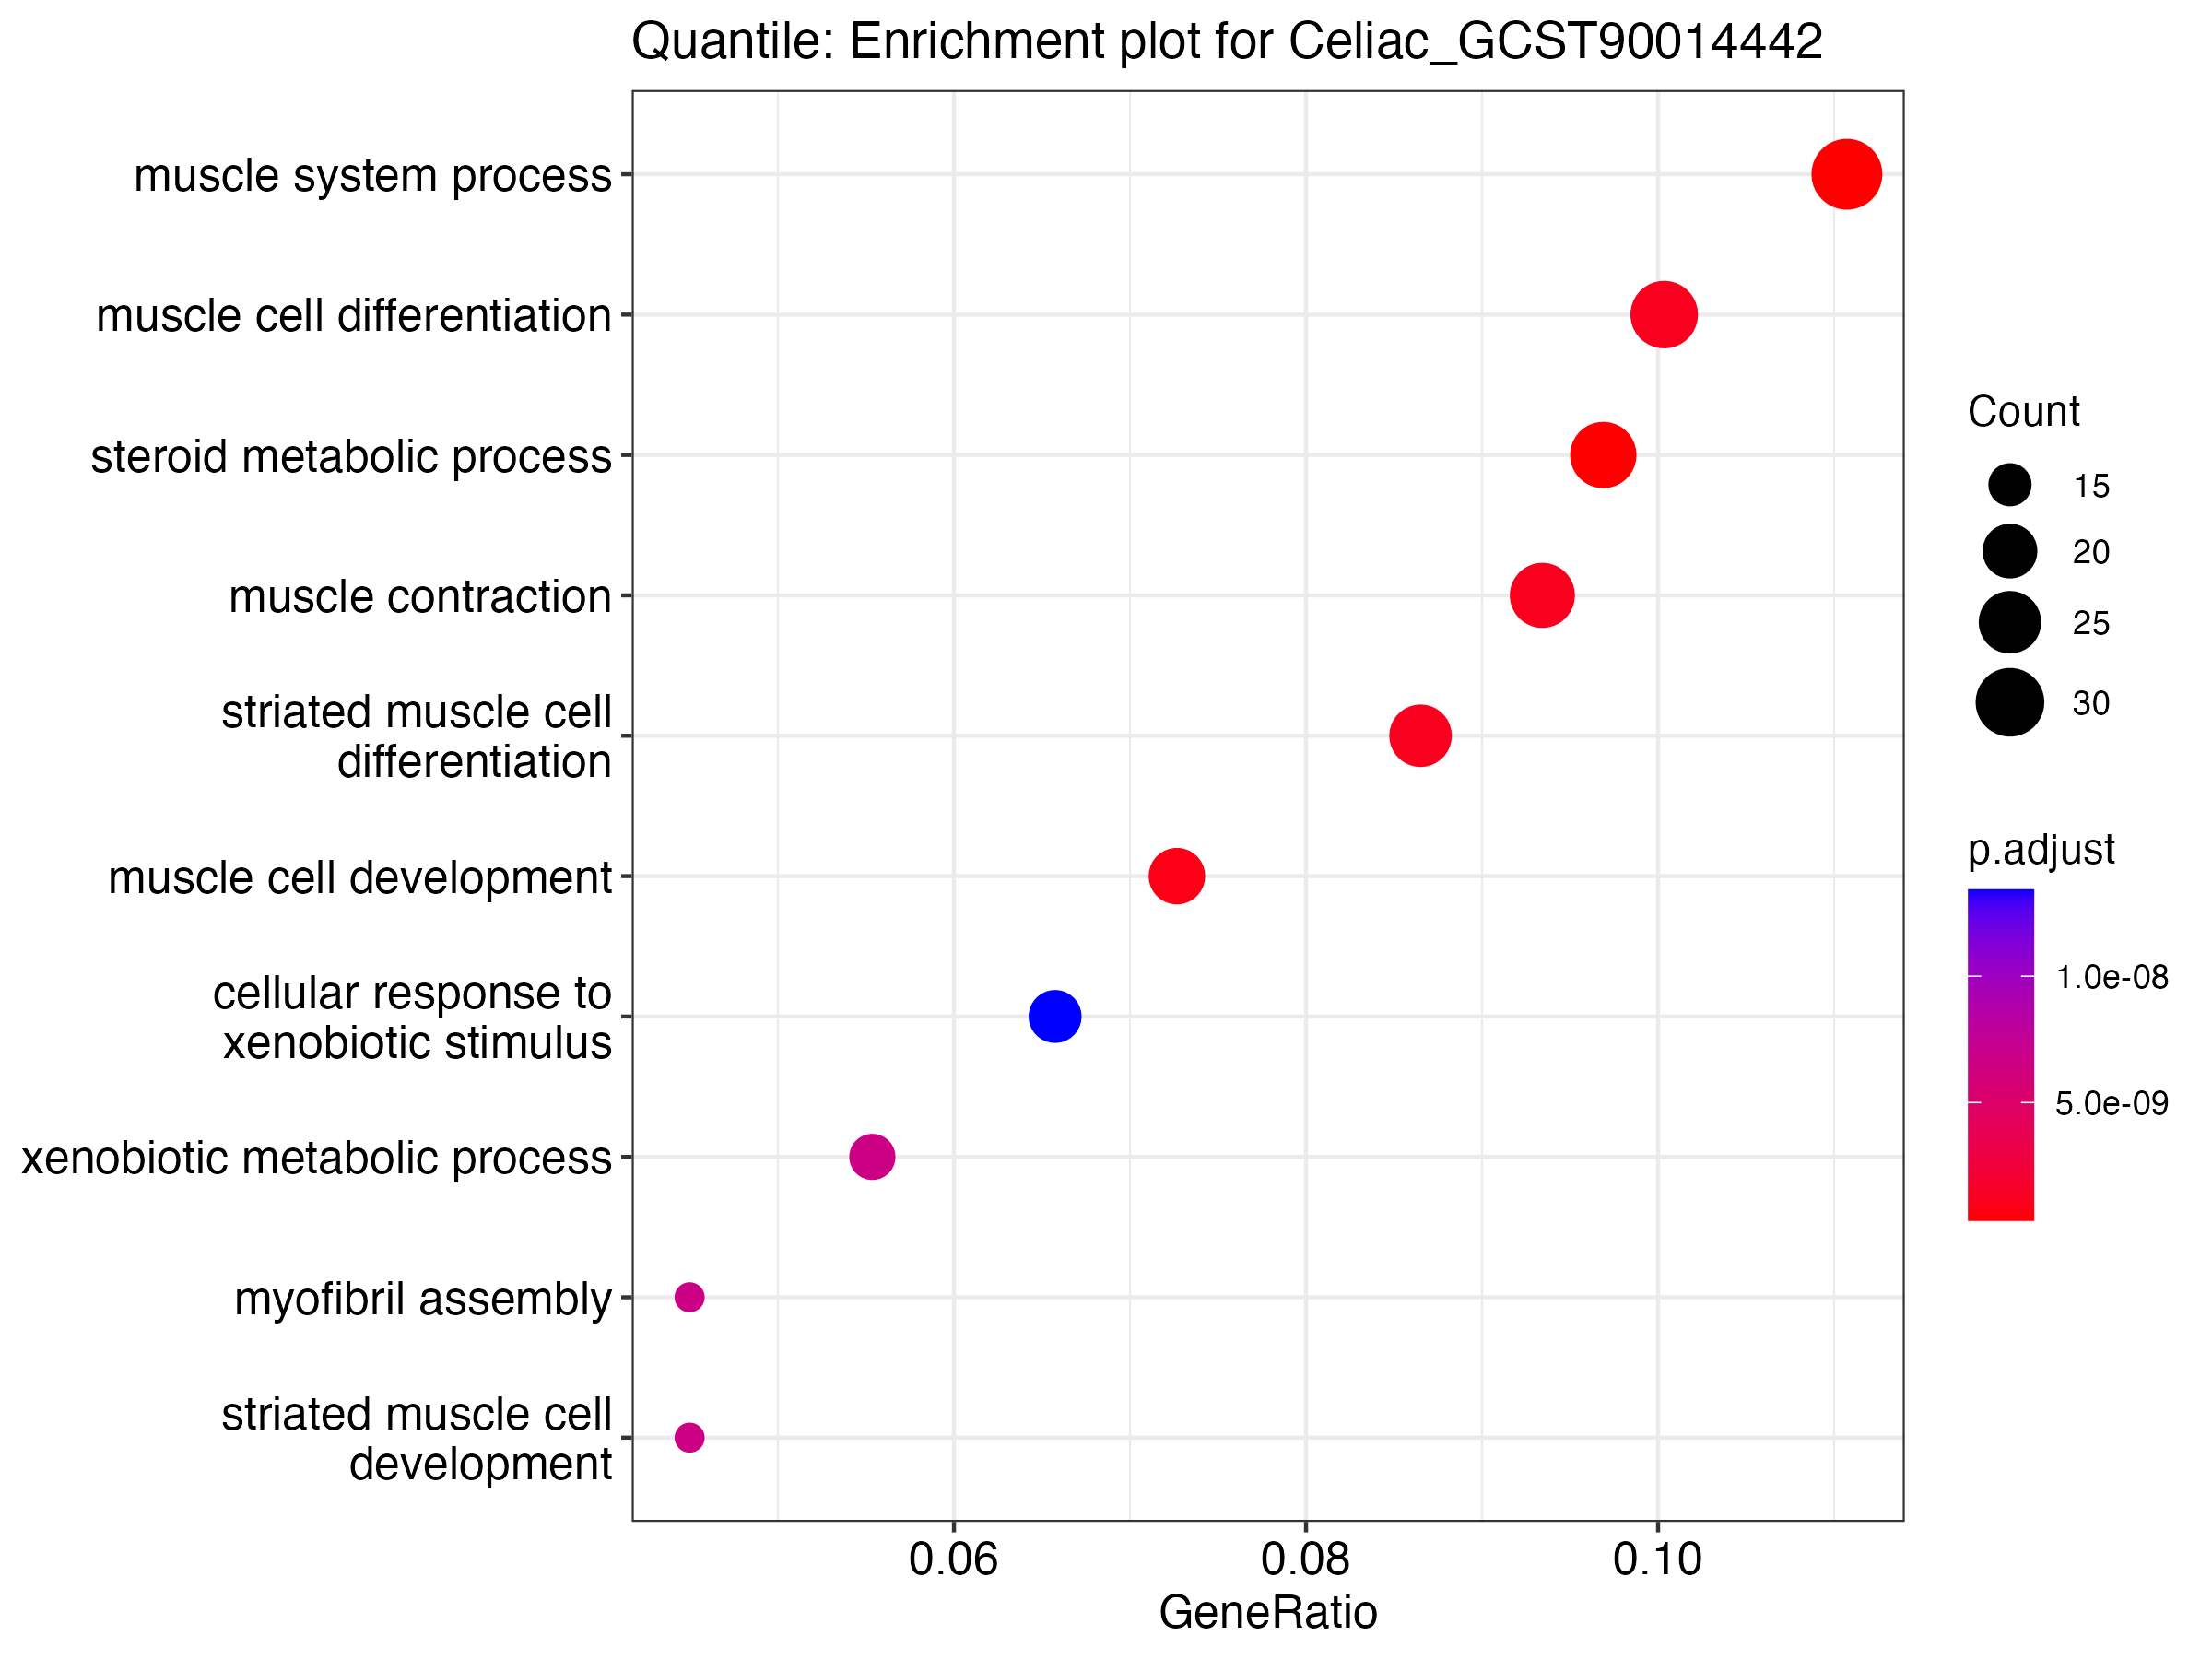 Quantile: Enrichment plot for Celiac_GCST90014442
muscle system process
muscle cell differentiation
steroid metabolic process
muscle contraction
striated muscle cell
differentiation
muscle cell development
cellular response to
xenobiotic stimulus
xenobiotic metabolic process
myofibril assembly
striated muscle cell
development
0.06 0.08 0.10
GeneRatio
Count
15
20
25
30
p.adjust
1.0e-08
5.0e-09